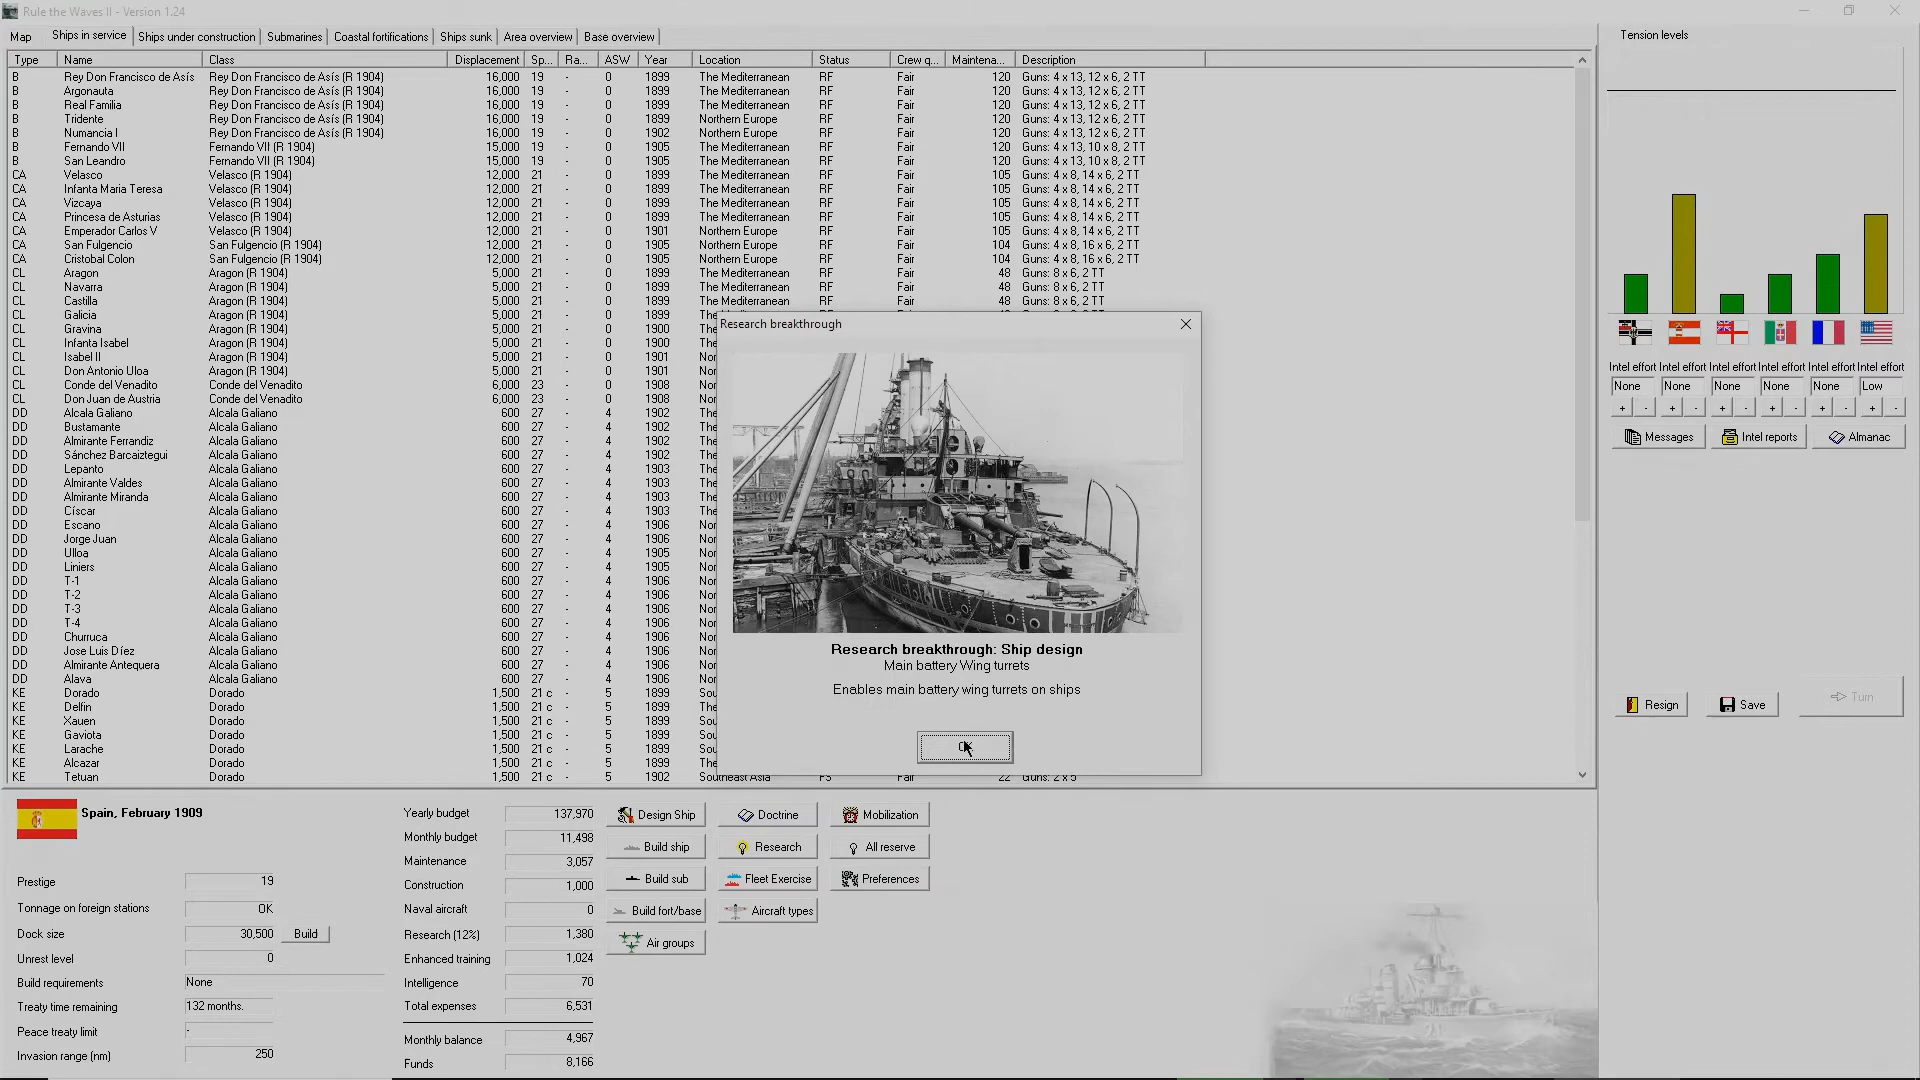 Rule the Waves II - Version 1.24
Map Ships in service Ships under construction Submarines Coastal fortifications Ships sunk Area overview Base overview
Type Name Class Displacement Sp... Ra... ASW Year Location Status Crew q... Maintena... Description
B Rey Don Francisco de Asís Rey Don Francisco de Asís (R 1904) 16,000 19 - 0 1899 The Mediterranean RF Fair 120 Guns: 4 x 13, 12 x 6, 2 TT
B Argonauta Rey Don Francisco de Asís (R 1904) 16,000 19 - 0 1899 The Mediterranean RF Fair 120 Guns: 4 x 13, 12 x 6, 2 TT
B Real Familia Rey Don Francisco de Asís (R 1904) 16,000 19 - 0 1899 The Mediterranean RF Fair 120 Guns: 4 x 13, 12 x 6, 2 TT
B Tridente Rey Don Francisco de Asís (R 1904) 16,000 19 - 0 1899 Northern Europe RF Fair 120 Guns: 4 x 13, 12 x 6, 2 TT
B Numancia I Rey Don Francisco de Asís (R 1904) 16,000 19 - 0 1902 Northern Europe RF Fair 120 Guns: 4 x 13, 12 x 6, 2 TT
B Fernando VII Fernando VII (R 1904) 15,000 19 - 0 1905 The Mediterranean RF Fair 120 Guns: 4 x 13, 10 x 8, 2 TT
B San Leandro Fernando VII (R 1904) 15,000 19 - 0 1905 The Mediterranean RF Fair 120 Guns: 4 x 13, 10 x 8, 2 TT
CA Velasco Velasco (R 1904) 12,000 21 - 0 1899 The Mediterranean RF Fair 105 Guns: 4 x 8, 14 x 6, 2 TT
CA Infanta Maria Teresa Velasco (R 1904) 12,000 21 - 0 1899 The Mediterranean RF Fair 105 Guns: 4 x 8, 14 x 6, 2 TT
CA Vizcaya Velasco (R 1904) 12,000 21 - 0 1899 The Mediterranean RF Fair 105 Guns: 4 x 8, 14 x 6, 2 TT
CA Princesa de Asturias Velasco (R 1904) 12,000 21 - 0 1899 The Mediterranean RF Fair 105 Guns: 4 x 8, 14 x 6, 2 TT
CA Emperador Carlos V Velasco (R 1904) 12,000 21 - 0 1901 Northern Europe RF Fair 105 Guns: 4 x 8, 14 x 6, 2 TT
CA San Fulgencio San Fulgencio (R 1904) 12,000 21 - 0 1905 Northern Europe RF Fair 104 Guns: 4 x 8, 16 x 6, 2 TT
CA Cristobal Colon San Fulgencio (R 1904) 12,000 21 - 0 1905 Northern Europe RF Fair 104 Guns: 4 x 8, 16 x 6, 2 TT
CL Aragon Aragon (R 1904) 5,000 21 - 0 1899 The Mediterranean RF Fair 48 Guns: 8 x 6, 2 TT
CL Navarra Aragon (R 1904) 5,000 21 - 0 1899 The Mediterranean RF Fair 48 Guns: 8 x 6, 2 TT
CL Castilla Aragon (R 1904) 5,000 21 - 0 1899 The Mediterranean RF Fair 48 Guns: 8 x 6, 2 TT
CL Galicia Aragon (R 1904) 5,000 21 - 0 1899
CL Gravina Aragon (R 1904) 5,000 21 - 0 1900 The
CL Infanta Isabel Aragon (R 1904) 5,000 21 - 0 1900 The
CL Isabel II Aragon (R 1904) 5,000 21 - 0 1901 Nor
CL Don Antonio Uloa Aragon (R 1904) 5,000 21 - 0 1901 Nor
CL Conde del Venadito Conde del Venadito 6,000 23 - 0 1908 Nor
CL Don Juan de Austria Conde del Venadito 6,000 23 - 0 1908 Nor
DD Alcala Galiano Alcala Galiano 600 27 - 4 1902 The
DD Bustamante Alcala Galiano 600 27 - 4 1902 The
DD Almirante Ferrandiz Alcala Galiano 600 27 - 4 1902 The
DD Sánchez Barcaiztegui Alcala Galiano 600 27 - 4 1902 The
DD Lepanto Alcala Galiano 600 27 - 4 1903 The
DD Almirante Valdes Alcala Galiano 600 27 - 4 1903 The
DD Almirante Miranda Alcala Galiano 600 27 - 4 1903 The
DD Císcar Alcala Galiano 600 27 - 4 1903 The
DD Escano Alcala Galiano 600 27 - 4 1906 Nor
DD Jorge Juan Alcala Galiano 600 27 - 4 1906 Nor
DD Ulloa Alcala Galiano 600 27 - 4 1905 Nor
DD Liniers Alcala Galiano 600 27 - 4 1906 Nor
DD T-1 Alcala Galiano 600 27 - 4 1906 Nor
DD T-2 Alcala Galiano 600 27 - 4 1906 Nor
DD T-3 Alcala Galiano 600 27 - 4 1906 Nor
DD T-4 Alcala Galiano 600 27 - 4 1906 Nor
DD Churruca Alcala Galiano 600 27 - 4 1906 Nor
DD Jose Luis Díez Alcala Galiano 600 27 - 4 1906 Nor
DD Almirante Antequera Alcala Galiano 600 27 - 4 1906 Nor
DD Alava Alcala Galiano 600 27 - 4 1906 Nor
KE Dorado Dorado 1,500 21 c - 5 1899 Sou
KE Delfin Dorado 1,500 21 c - 5 1899 The
KE Xauen Dorado 1,500 21 c - 5 1899 Sou
KE Gaviota Dorado 1,500 21 c - 5 1899 Sou
KE Larache Dorado 1,500 21 c - 5 1899 Sou
KE Alcazar Dorado 1,500 21 c - 5 1899 Sou
KE Tetuan Dorado 1,500 21 c - 5 1902 Southeast Asia FS Fair 22 Guns: 2 x 5
Research breakthrough
Research breakthrough: Ship design
Main battery Wing turrets
Enables main battery wing turrets on ships
Tension levels
Intel effort Intel effort Intel effort Intel effort Intel effort Intel effort
None None None None None Low
+ - + - + - + - + - + -
Messages Intel reports Almanac
Resign Save Turn
Spain, February 1909
Prestige 19
Tonnage on foreign stations OK
Dock size 30,500 Build
Unrest level 0
Build requirements None
Treaty time remaining 132 months.
Peace treaty limit -
Invasion range (nm) 250
Yearly budget 137,970
Monthly budget 11,498
Maintenance 3,057
Construction 1,000
Naval aircraft 0
Research (12%) 1,380
Enhanced training 1,024
Intelligence 70
Total expenses 6,531
Monthly balance 4,967
Funds 8,166
Design Ship Doctrine Mobilization
Build ship Research All reserve
Build sub Fleet Exercise Preferences
Build fort/base Aircraft types
Air groups